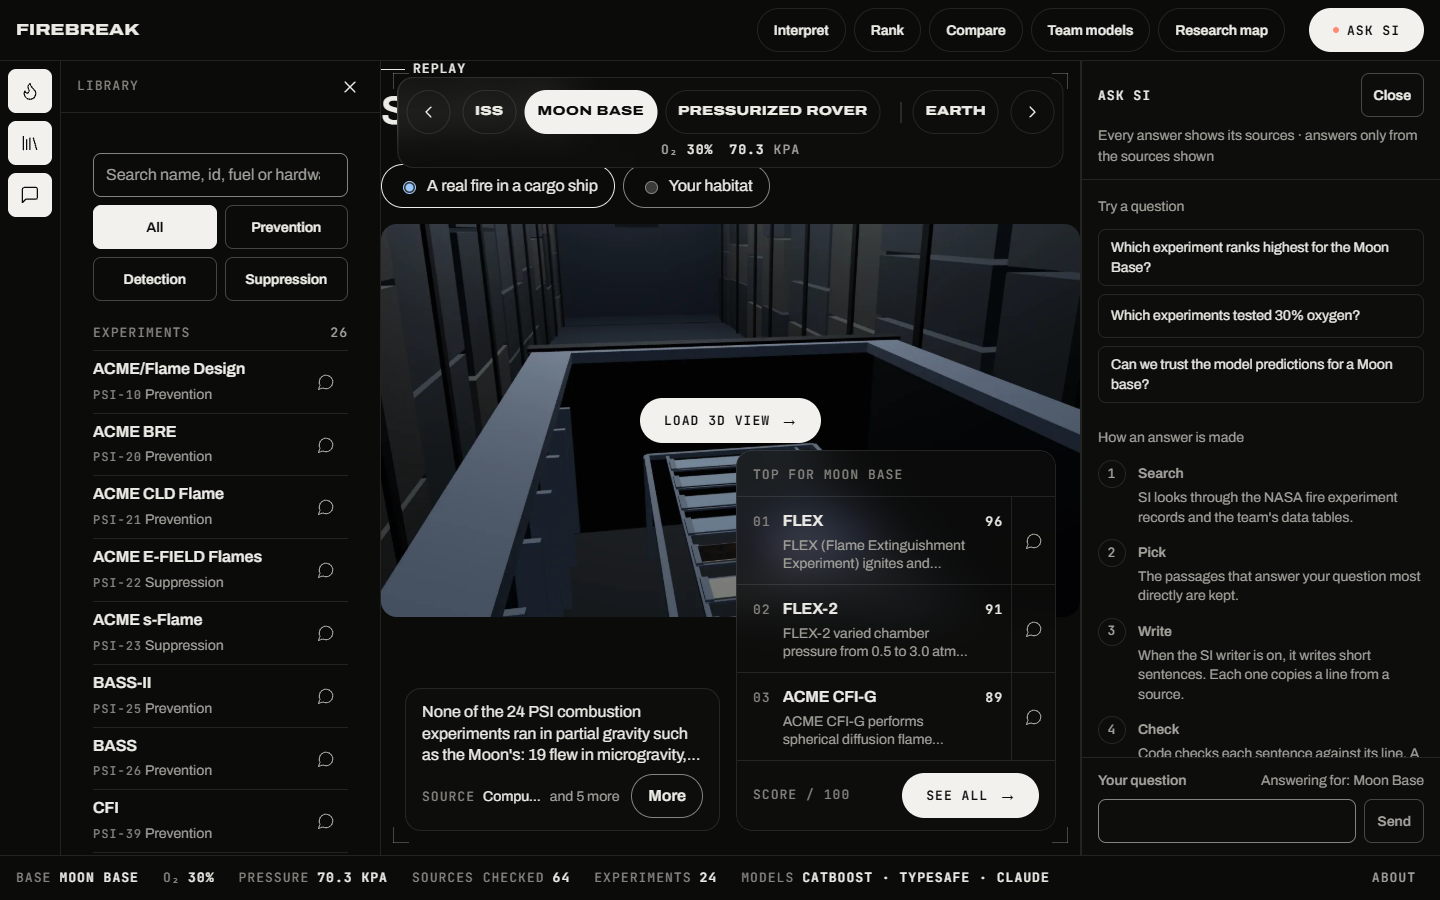 FIREBREAK
Interpret
Rank
Compare
Team models
Research map
ASK SI
LIBRARY
Search name, id, fuel or hardw
All
Prevention
Detection
Suppression
EXPERIMENTS 26
ACME/Flame Design
PSI-10 Prevention
ACME BRE
PSI-20 Prevention
ACME CLD Flame
PSI-21 Prevention
ACME E-FIELD Flames
PSI-22 Suppression
ACME s-Flame
PSI-23 Suppression
BASS-II
PSI-25 Prevention
BASS
PSI-26 Prevention
CFI
PSI-39 Prevention
REPLAY
S
ISS
MOON BASE
PRESSURIZED ROVER
EARTH
O₂ 30% 70.3 KPA
A real fire in a cargo ship
Your habitat
LOAD 3D VIEW →
TOP FOR MOON BASE
01 FLEX 96
FLEX (Flame Extinguishment
Experiment) ignites and...
02 FLEX-2 91
FLEX-2 varied chamber
pressure from 0.5 to 3.0 atm...
03 ACME CFI-G 89
ACME CFI-G performs
spherical diffusion flame...
SCORE / 100
SEE ALL →
None of the 24 PSI combustion
experiments ran in partial gravity such
as the Moon's: 19 flew in microgravity,...
SOURCE Compu... and 5 more
More
ASK SI
Close
Every answer shows its sources · answers only from
the sources shown
Try a question
Which experiment ranks highest for the Moon
Base?
Which experiments tested 30% oxygen?
Can we trust the model predictions for a Moon
base?
How an answer is made
1 Search
SI looks through the NASA fire experiment
records and the team's data tables.
2 Pick
The passages that answer your question most
directly are kept.
3 Write
When the SI writer is on, it writes short
sentences. Each one copies a line from a
source.
4 Check
Code checks each sentence against its line. A
Your question
Answering for: Moon Base
Send
BASE MOON BASE O₂ 30% PRESSURE 70.3 KPA SOURCES CHECKED 64 EXPERIMENTS 24 MODELS CATBOOST · TYPESAFE · CLAUDE ABOUT